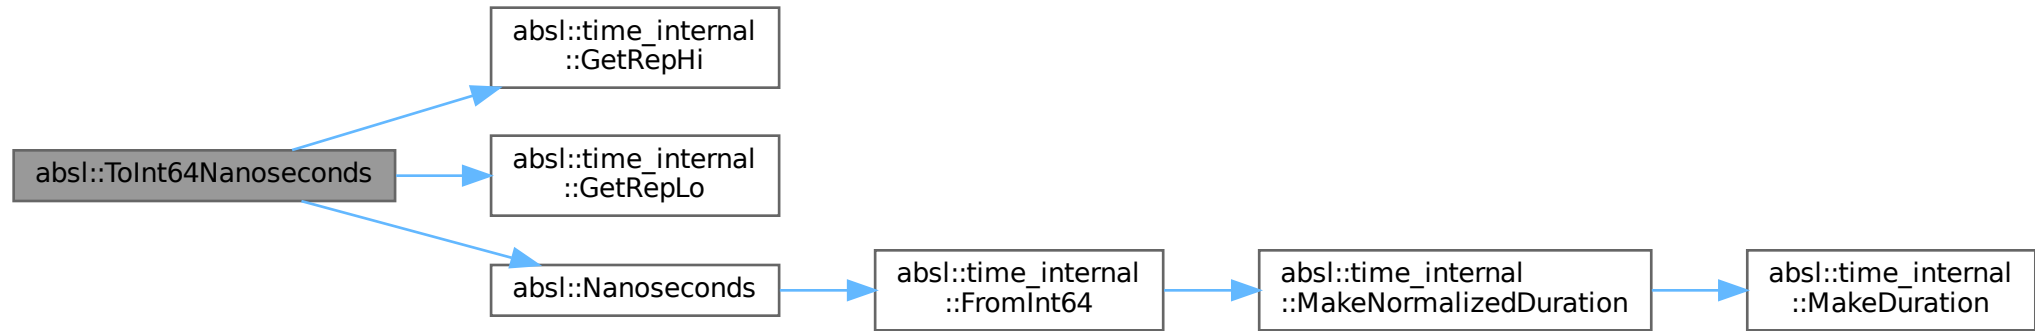 absl::time_internal
::GetRepHi
absl::ToInt64Nanoseconds
absl::time_internal
::GetRepLo
absl::Nanoseconds
absl::time_internal
::FromInt64
absl::time_internal
::MakeNormalizedDuration
absl::time_internal
::MakeDuration